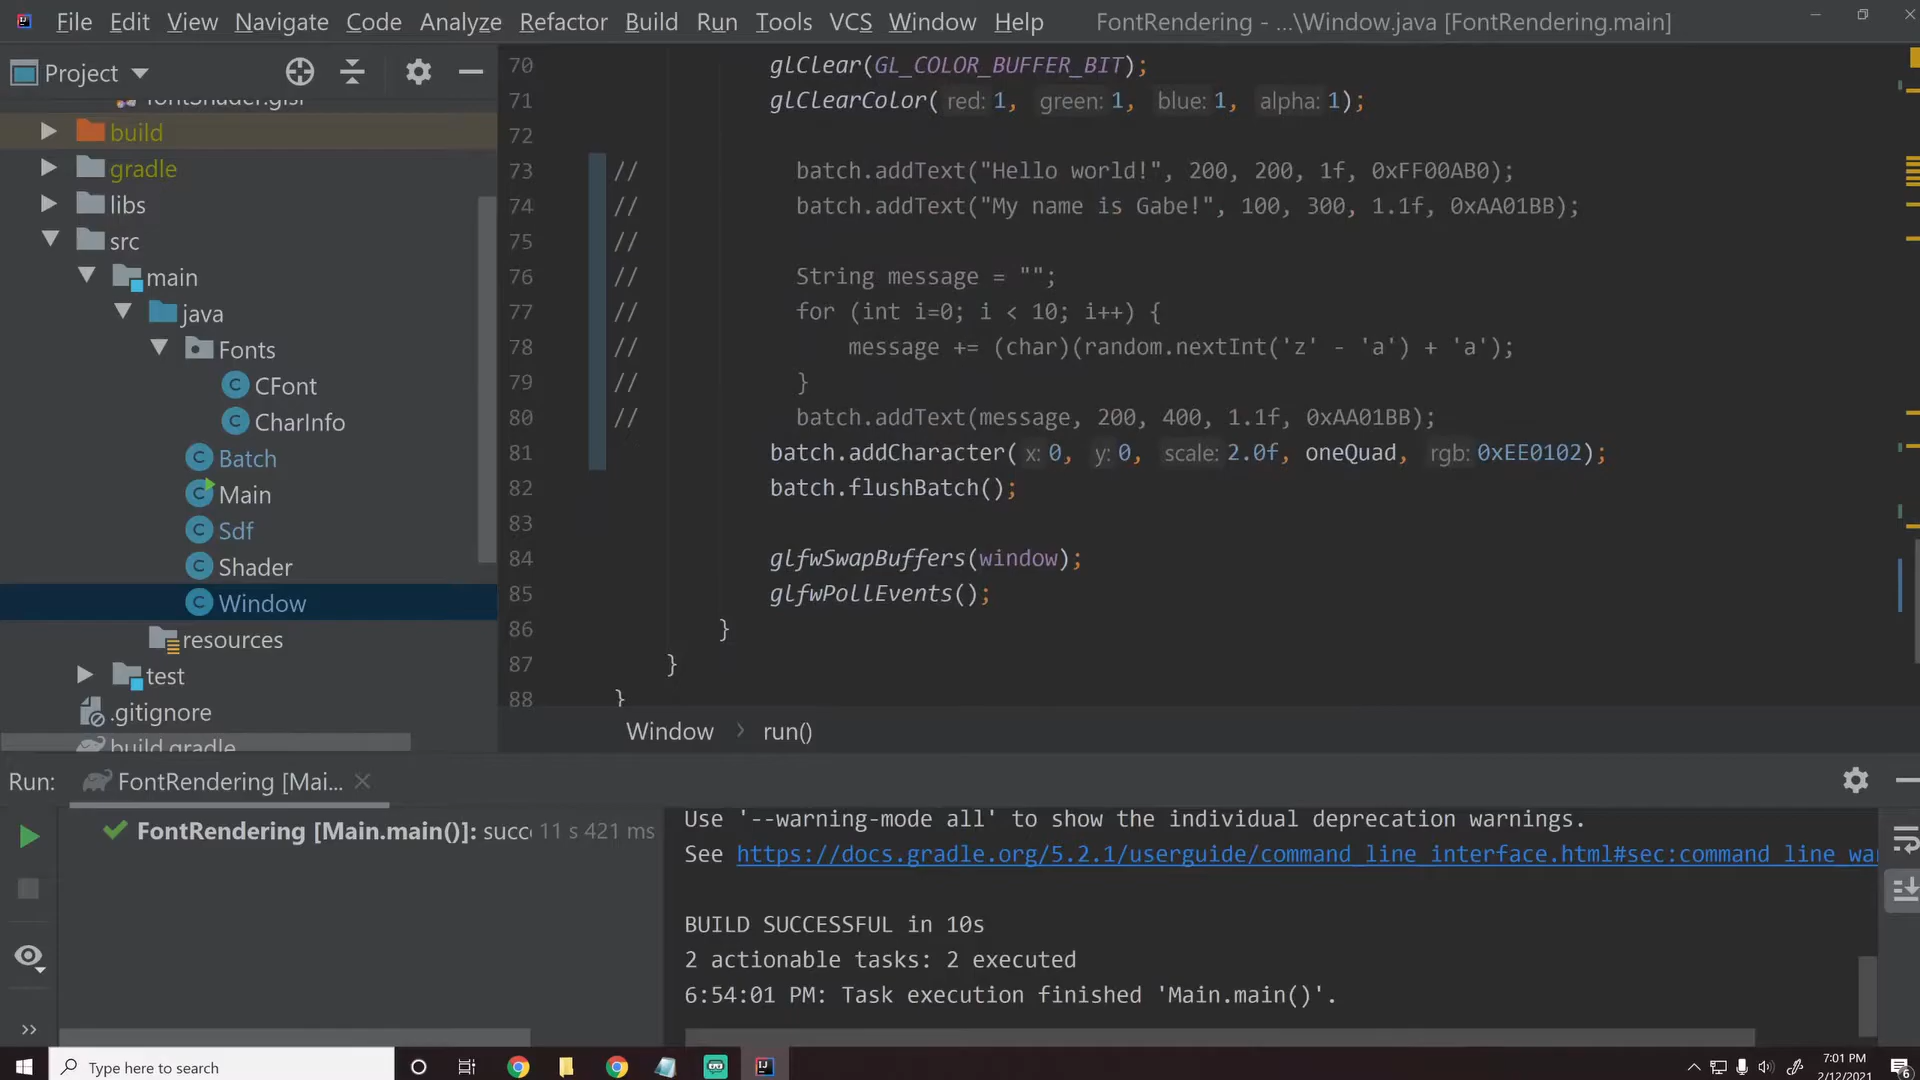 File Edit View Navigate Code Analyze Refactor Build Run Tools VCS Window Help FontRendering - ...\Window.java [FontRendering.main]
Project
fontShader.glsl
build
gradle
libs
src
main
java
Fonts
CFont
CharInfo
Batch
Main
Sdf
Shader
Window
resources
test
.gitignore
build.gradle
70 glClear(GL_COLOR_BUFFER_BIT);
71 glClearColor( red: 1, green: 1, blue: 1, alpha: 1);
72
73 // batch.addText("Hello world!", 200, 200, 1f, 0xFF00AB0);
74 // batch.addText("My name is Gabe!", 100, 300, 1.1f, 0xAA01BB);
75 //
76 // String message = "";
77 // for (int i=0; i < 10; i++) {
78 // message += (char)(random.nextInt('z' - 'a') + 'a');
79 // }
80 // batch.addText(message, 200, 400, 1.1f, 0xAA01BB);
81 batch.addCharacter( x: 0, y: 0, scale: 2.0f, oneQuad, rgb: 0xEE0102);
82 batch.flushBatch();
83
84 glfwSwapBuffers(window);
85 glfwPollEvents();
86 }
87 }
88 }
Window › run()
Run: FontRendering [Mai...
FontRendering [Main.main()]: succ 11 s 421 ms
Use '--warning-mode all' to show the individual deprecation warnings.
See https://docs.gradle.org/5.2.1/userguide/command_line_interface.html#sec:command_line_wa
BUILD SUCCESSFUL in 10s
2 actionable tasks: 2 executed
6:54:01 PM: Task execution finished 'Main.main()'.
Type here to search
7:01 PM
2/12/2021
6